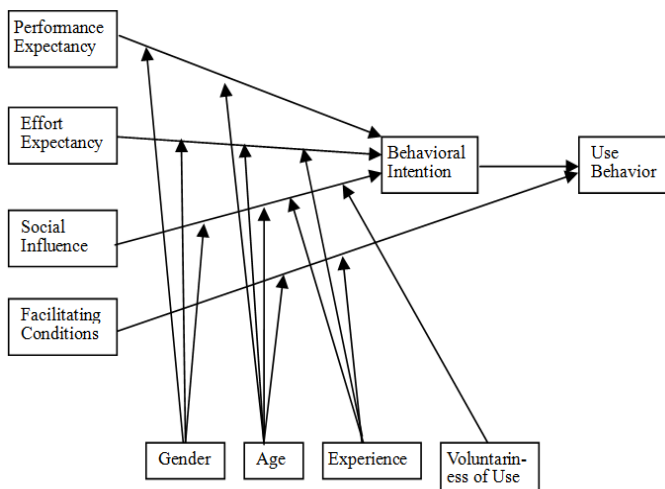 Performance
Expectancy
Effort
Expectancy
Behavioral
Intention
Use
Behavior
Social
Influence
Facilitating
Conditions
Gender
Age
Experience
Voluntarin-
ess of Use